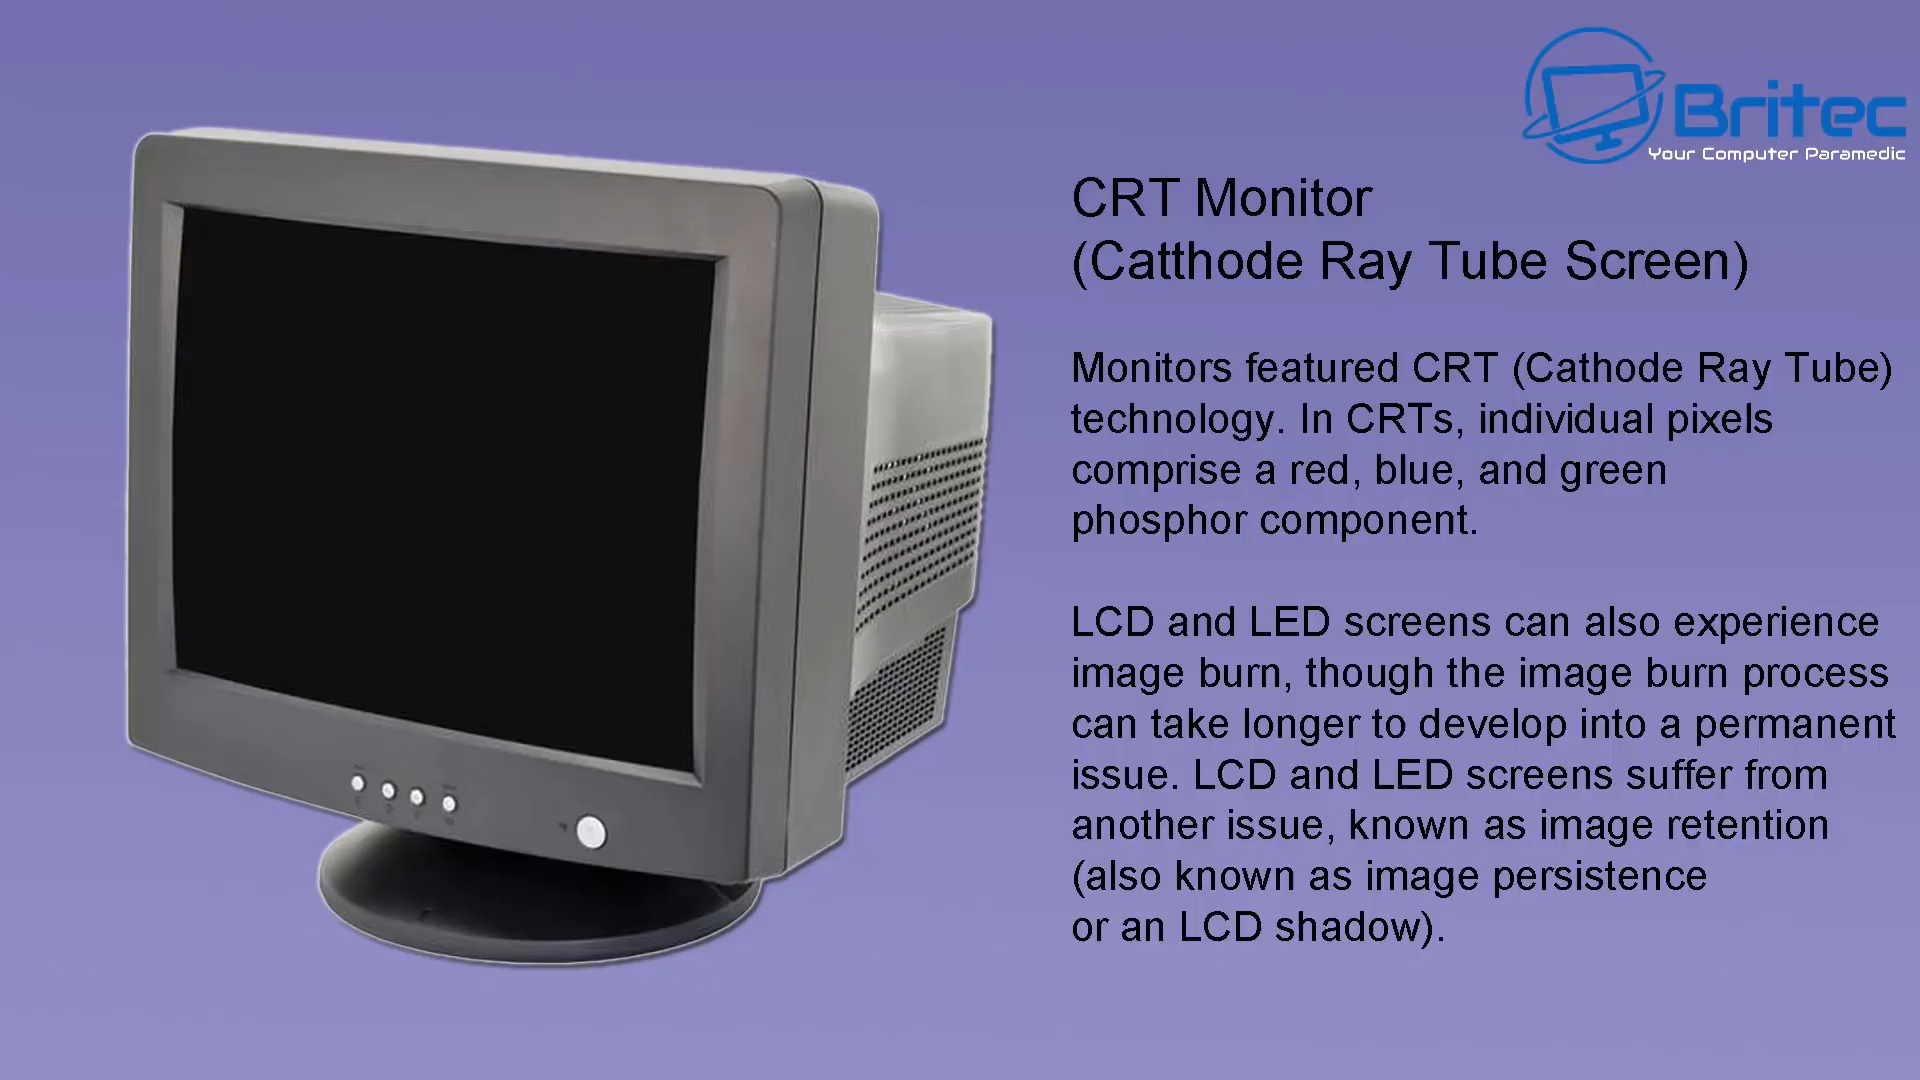 Britec
Your Computer Paramedic
CRT Monitor
(Catthode Ray Tube Screen)
Monitors featured CRT (Cathode Ray Tube)
technology. In CRTs, individual pixels
comprise a red, blue, and green
phosphor component.
LCD and LED screens can also experience
image burn, though the image burn process
can take longer to develop into a permanent
issue. LCD and LED screens suffer from
another issue, known as image retention
(also known as image persistence
or an LCD shadow).